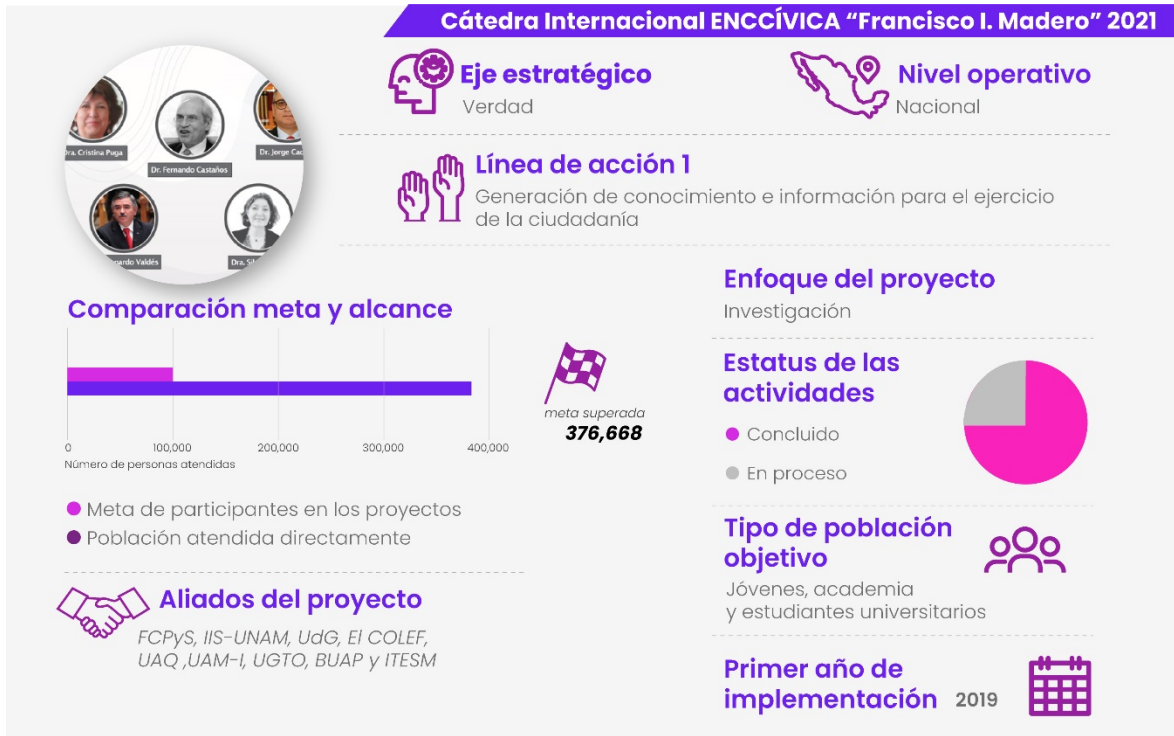 Cátedra Internacional ENCCÍVICA “Francisco I. Madero” 2021
Eje estratégico
Verdad
Nivel operativo
Nacional
Línea de acción 1
Generación de conocimiento e información para el ejercicio
de la ciudadanía
Dra. Cristina Puga
Dr. Fernando Castaños
Dr. Jorge
Valdés
Comparación meta y alcance
0 100,000 200,000 300,000 400,000
Número de personas atendidas
meta superada
376,668
Meta de participantes en los proyectos
Población atendida directamente
Aliados del proyecto
FCPyS, IIS-UNAM, UdG, El COLEF,
UAQ ,UAM-I, UGTO, BUAP y ITESM
Enfoque del proyecto
Investigación
Estatus de las
actividades
Concluido
En proceso
Tipo de población
objetivo
Jóvenes, academia
y estudiantes universitarios
Primer año de
implementación 2019